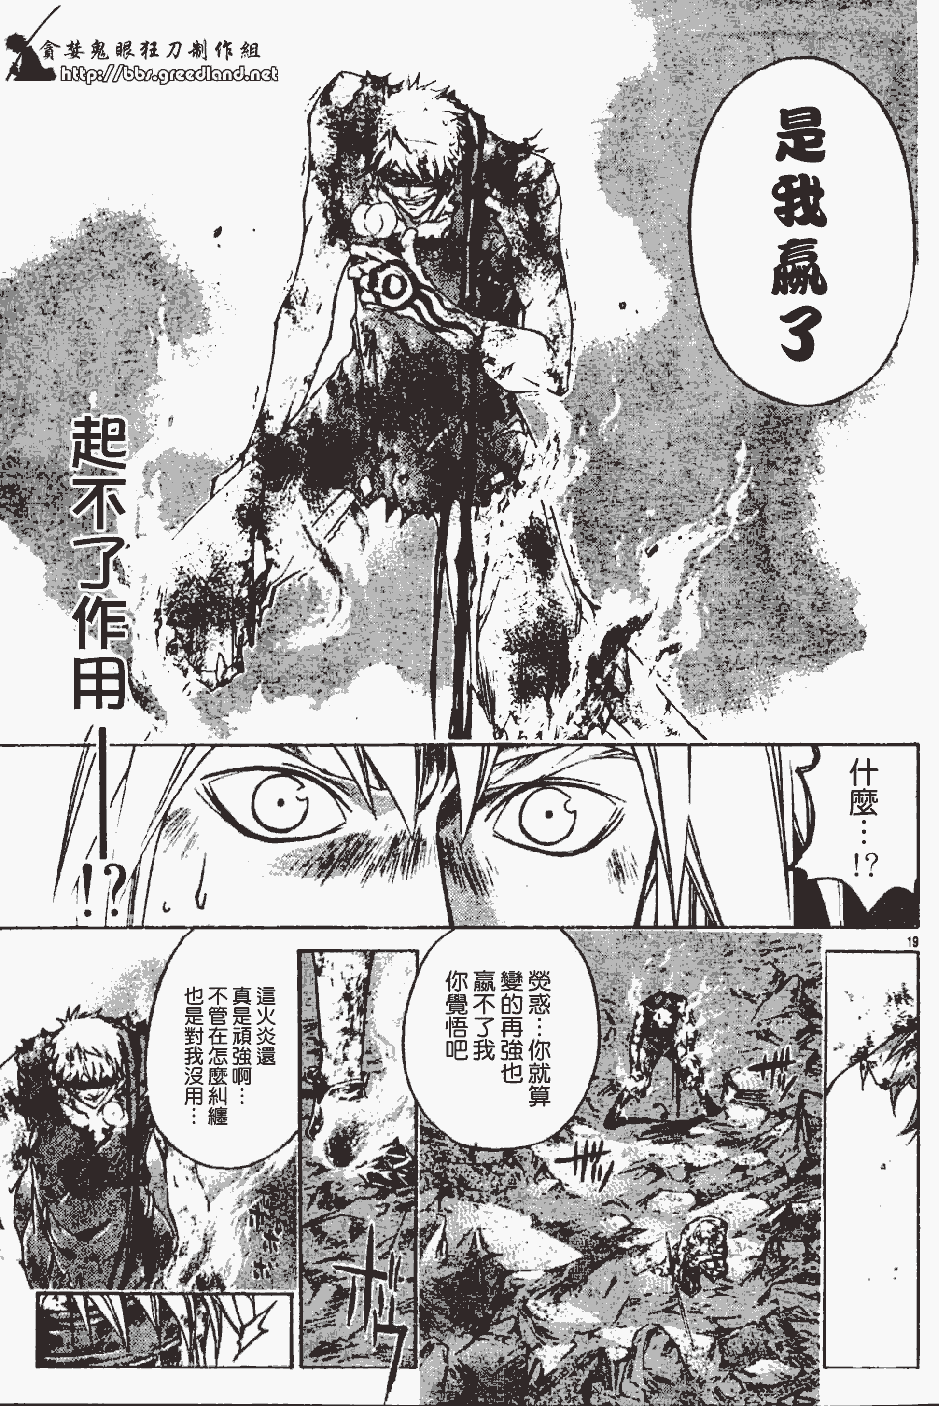 貪婪鬼眼狂刀制作組
http://bbs.greedland.net
是我贏了
起不了作用——!?
什麼…!?
19
熒惑…你就算
變的再強也
贏不了我
你覺悟吧
這火炎還
真是頑強啊…
不管在怎麼糾纏
也是對我沒用…